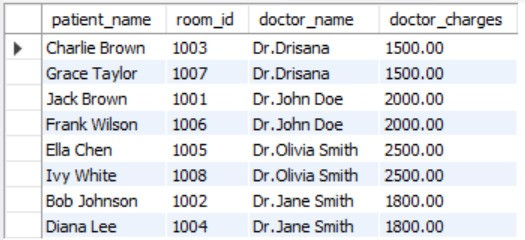 patient_name room_id doctor_name doctor_charges
Charlie Brown 1003 Dr.Drisana 1500.00
Grace Taylor 1007 Dr.Drisana 1500.00
Jack Brown 1001 Dr.John Doe 2000.00
Frank Wilson 1006 Dr.John Doe 2000.00
Ella Chen 1005 Dr.Olivia Smith 2500.00
Ivy White 1008 Dr.Olivia Smith 2500.00
Bob Johnson 1002 Dr.Jane Smith 1800.00
Diana Lee 1004 Dr.Jane Smith 1800.00